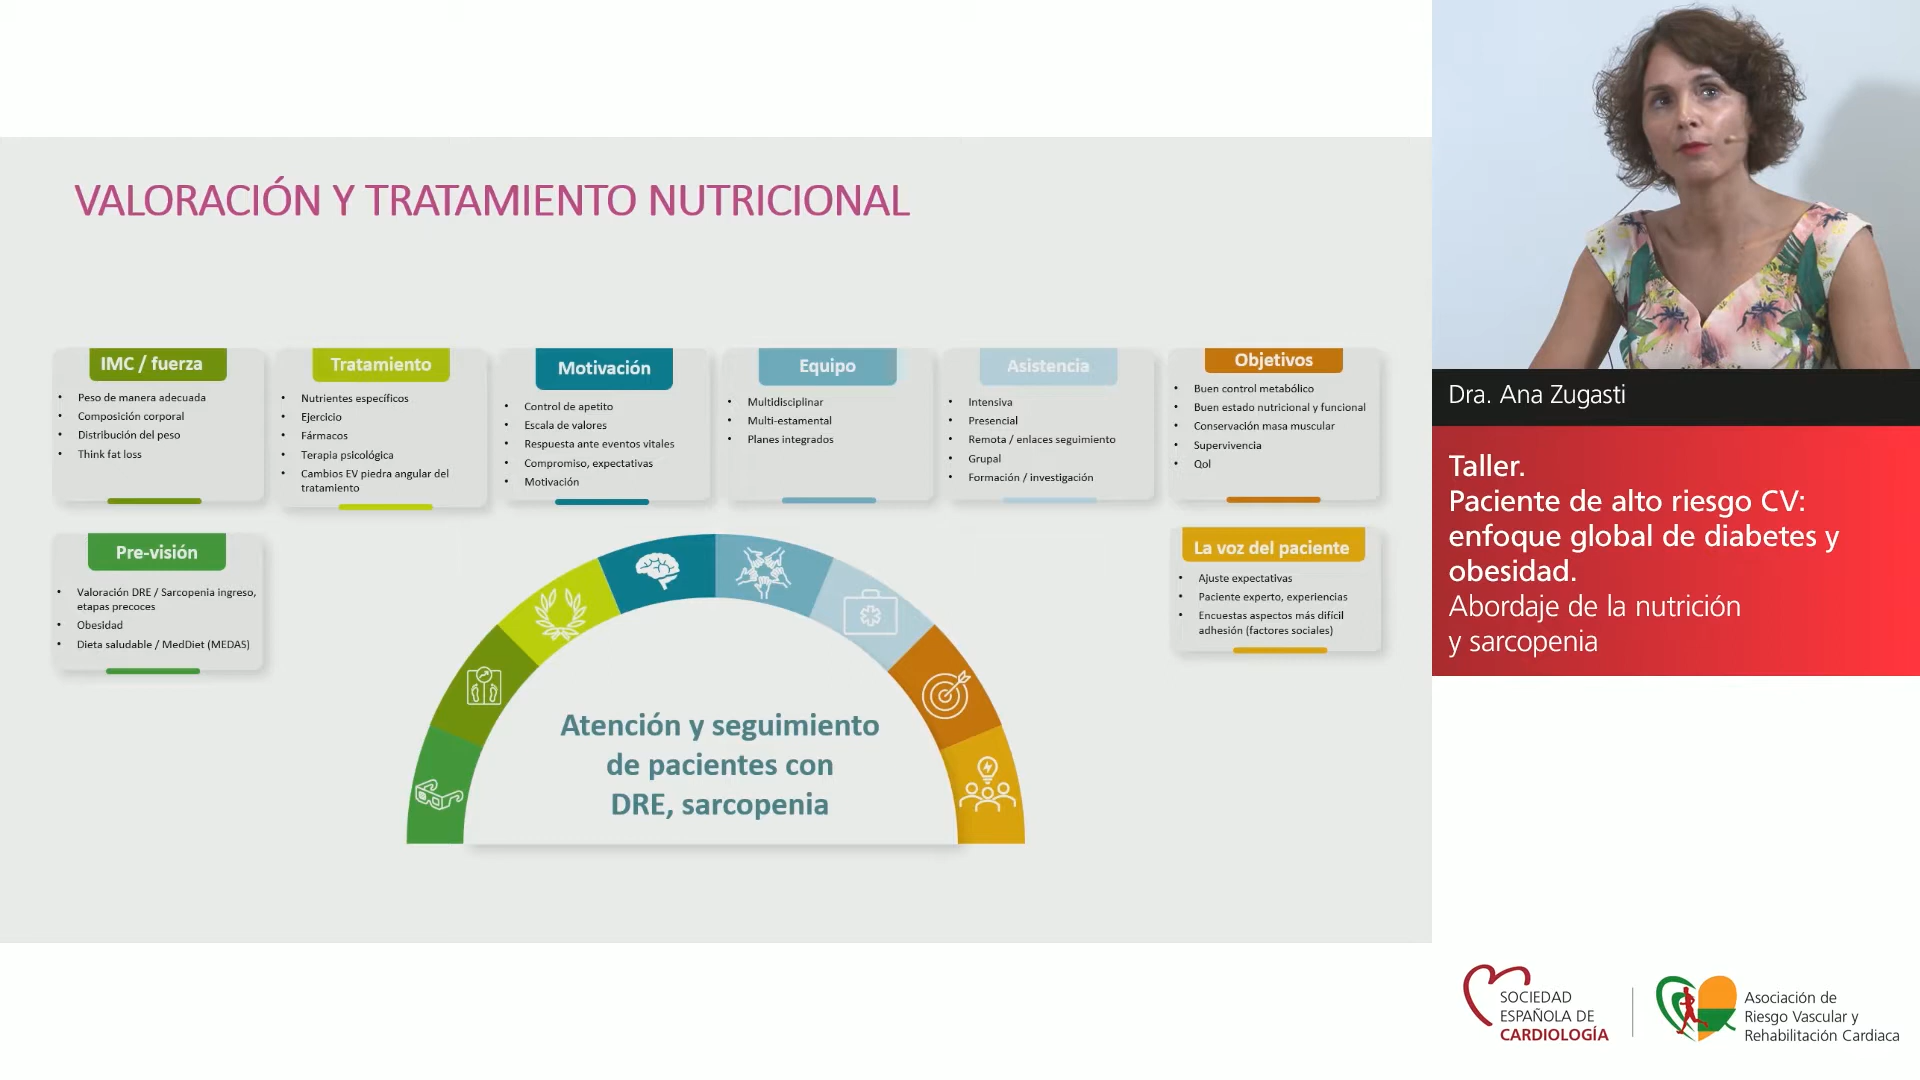 VALORACIÓN Y TRATAMIENTO NUTRICIONAL
IMC / fuerza
• Peso de manera adecuada
• Composición corporal
• Distribución del peso
• Think fat loss
Tratamiento
• Nutrientes específicos
• Ejercicio
• Fármacos
• Terapia psicológica
• Cambios EV piedra angular del
tratamiento
Motivación
• Control de apetito
• Escala de valores
• Respuesta ante eventos vitales
• Compromiso, expectativas
• Motivación
Equipo
• Multidisciplinar
• Multi-estamental
• Planes integrados
Asistencia
• Intensiva
• Presencial
• Remota / enlaces seguimiento
• Grupal
• Formación / investigación
Objetivos
• Buen control metabólico
• Buen estado nutricional y funcional
• Conservación masa muscular
• Supervivencia
• Qol
Pre-visión
• Valoración DRE / Sarcopenia ingreso,
etapas precoces
• Obesidad
• Dieta saludable / MedDiet (MEDAS)
La voz del paciente
• Ajuste expectativas
• Paciente experto, experiencias
• Encuestas aspectos más difícil
adhesión (factores sociales)
Atención y seguimiento
de pacientes con
DRE, sarcopenia
Dra. Ana Zugasti
Taller.
Paciente de alto riesgo CV:
enfoque global de diabetes y
obesidad.
Abordaje de la nutrición
y sarcopenia
SOCIEDAD
ESPAÑOLA DE
CARDIOLOGÍA
Asociación de
Riesgo Vascular y
Rehabilitación Cardiaca